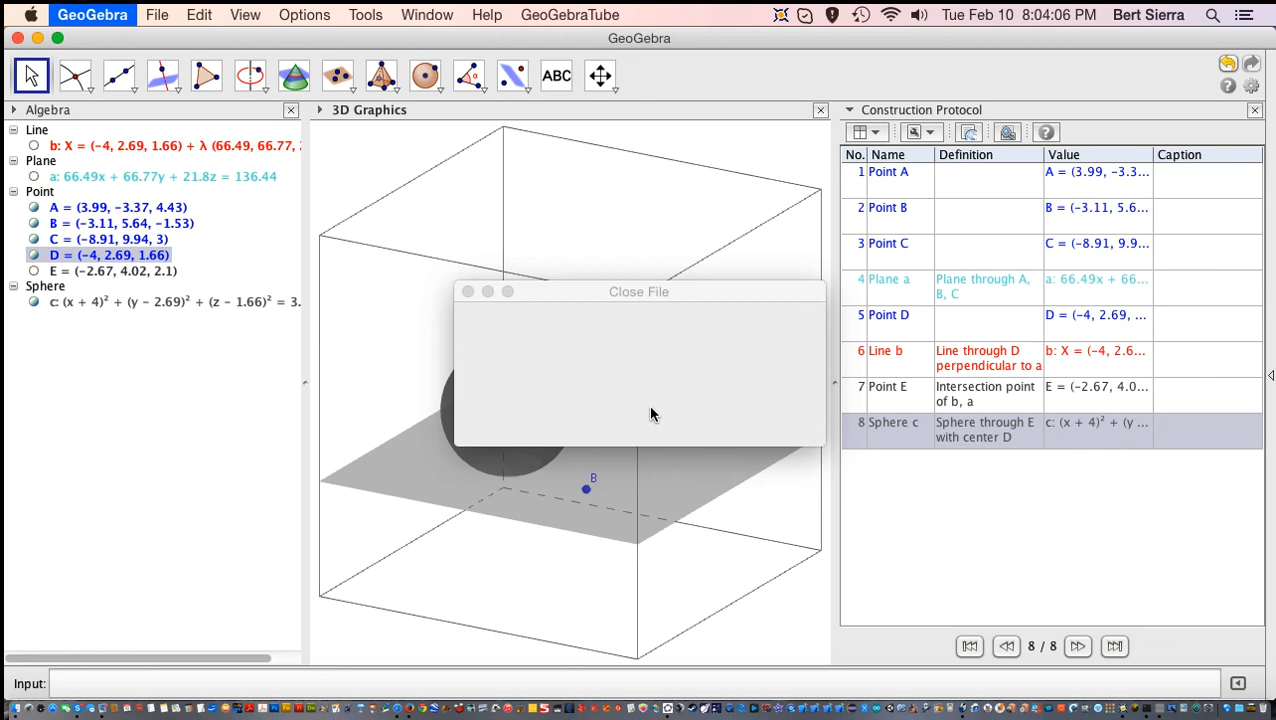 GeoGebra File Edit View Options Tools Window Help GeoGebraTube Tue Feb 10 8:04:06 PM Bert Sierra
GeoGebra
ABC
Algebra
3D Graphics
Construction Protocol
Line
b: X = (-4, 2.69, 1.66) + λ (66.49, 66.77, 
Plane
a: 66.49x + 66.77y + 21.8z = 136.44
Point
A = (3.99, -3.37, 4.43)
B = (-3.11, 5.64, -1.53)
C = (-8.91, 9.94, 3)
D = (-4, 2.69, 1.66)
E = (-2.67, 4.02, 2.1)
Sphere
c: (x + 4)² + (y - 2.69)² + (z - 1.66)² = 3.
Close File
B
No. Name Definition Value Caption
1 Point A A = (3.99, -3.3...
2 Point B B = (-3.11, 5.6...
3 Point C C = (-8.91, 9.9...
4 Plane a Plane through A, a: 66.49x + 66...
B, C
5 Point D D = (-4, 2.69, ...
6 Line b Line through D b: X = (-4, 2.6...
perpendicular to a
7 Point E Intersection point E = (-2.67, 4.0...
of b, a
8 Sphere c Sphere through E c: (x + 4)² + (y ...
with center D
8 / 8
Input: